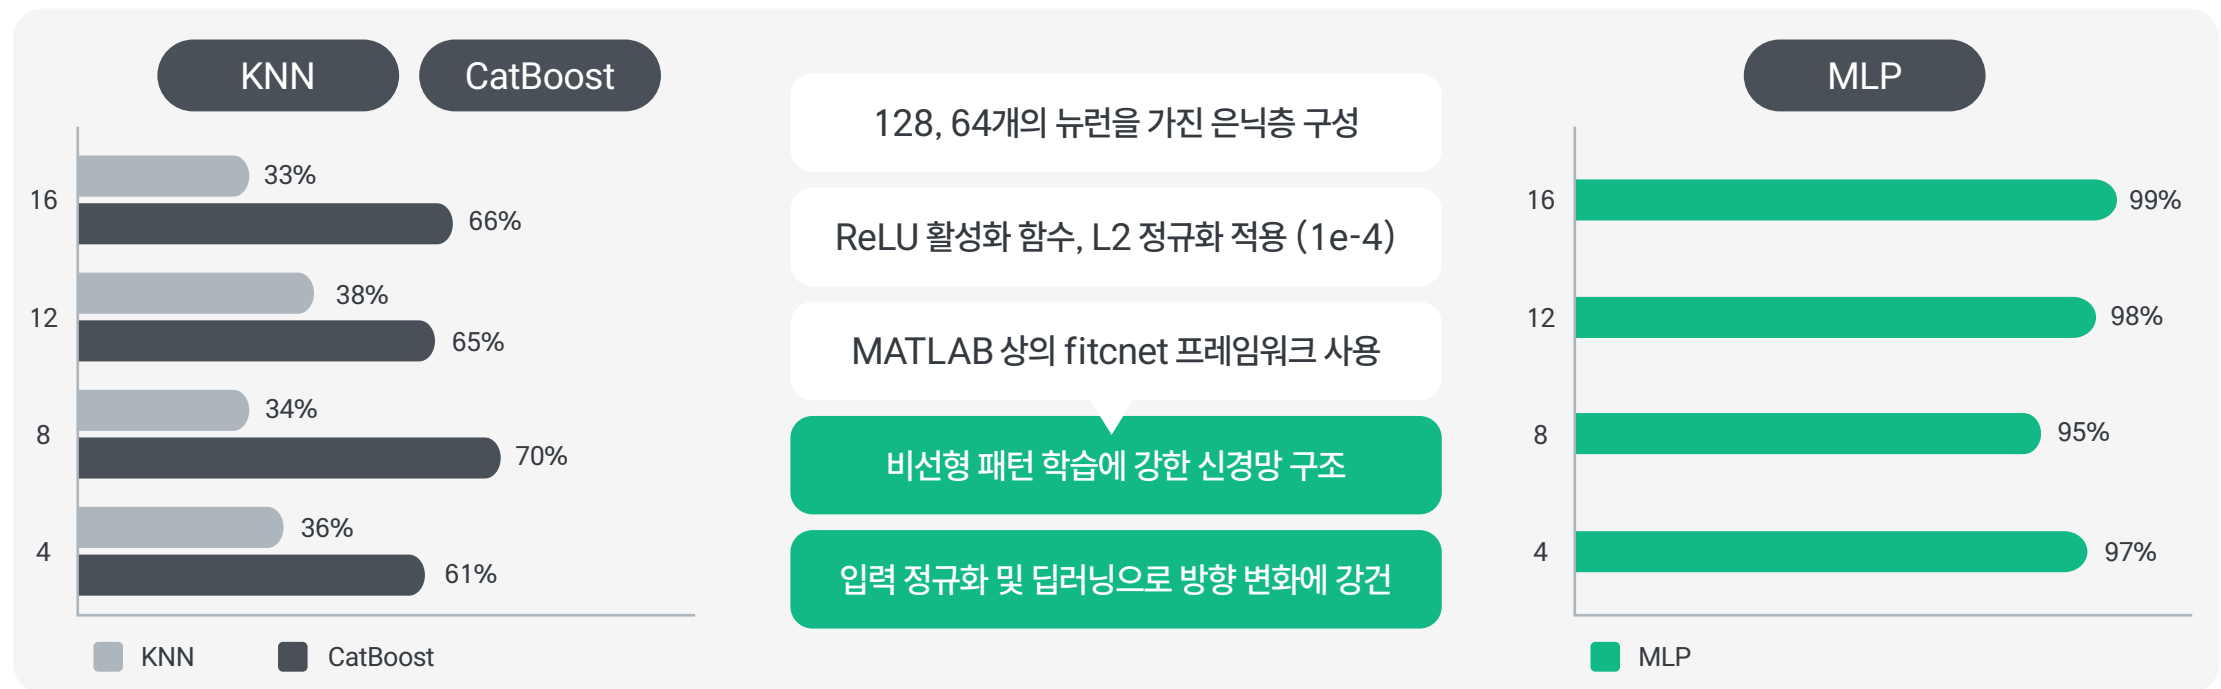 KNN
CatBoost
16
33%
66%
12
38%
65%
8
34%
70%
4
36%
61%
KNN
CatBoost
128, 64개의 뉴런을 가진 은닉층 구성
ReLU 활성화 함수, L2 정규화 적용 (1e-4)
MATLAB 상의 fitcnet 프레임워크 사용
비선형 패턴 학습에 강한 신경망 구조
입력 정규화 및 딥러닝으로 방향 변화에 강건
MLP
16
99%
12
98%
8
95%
4
97%
MLP